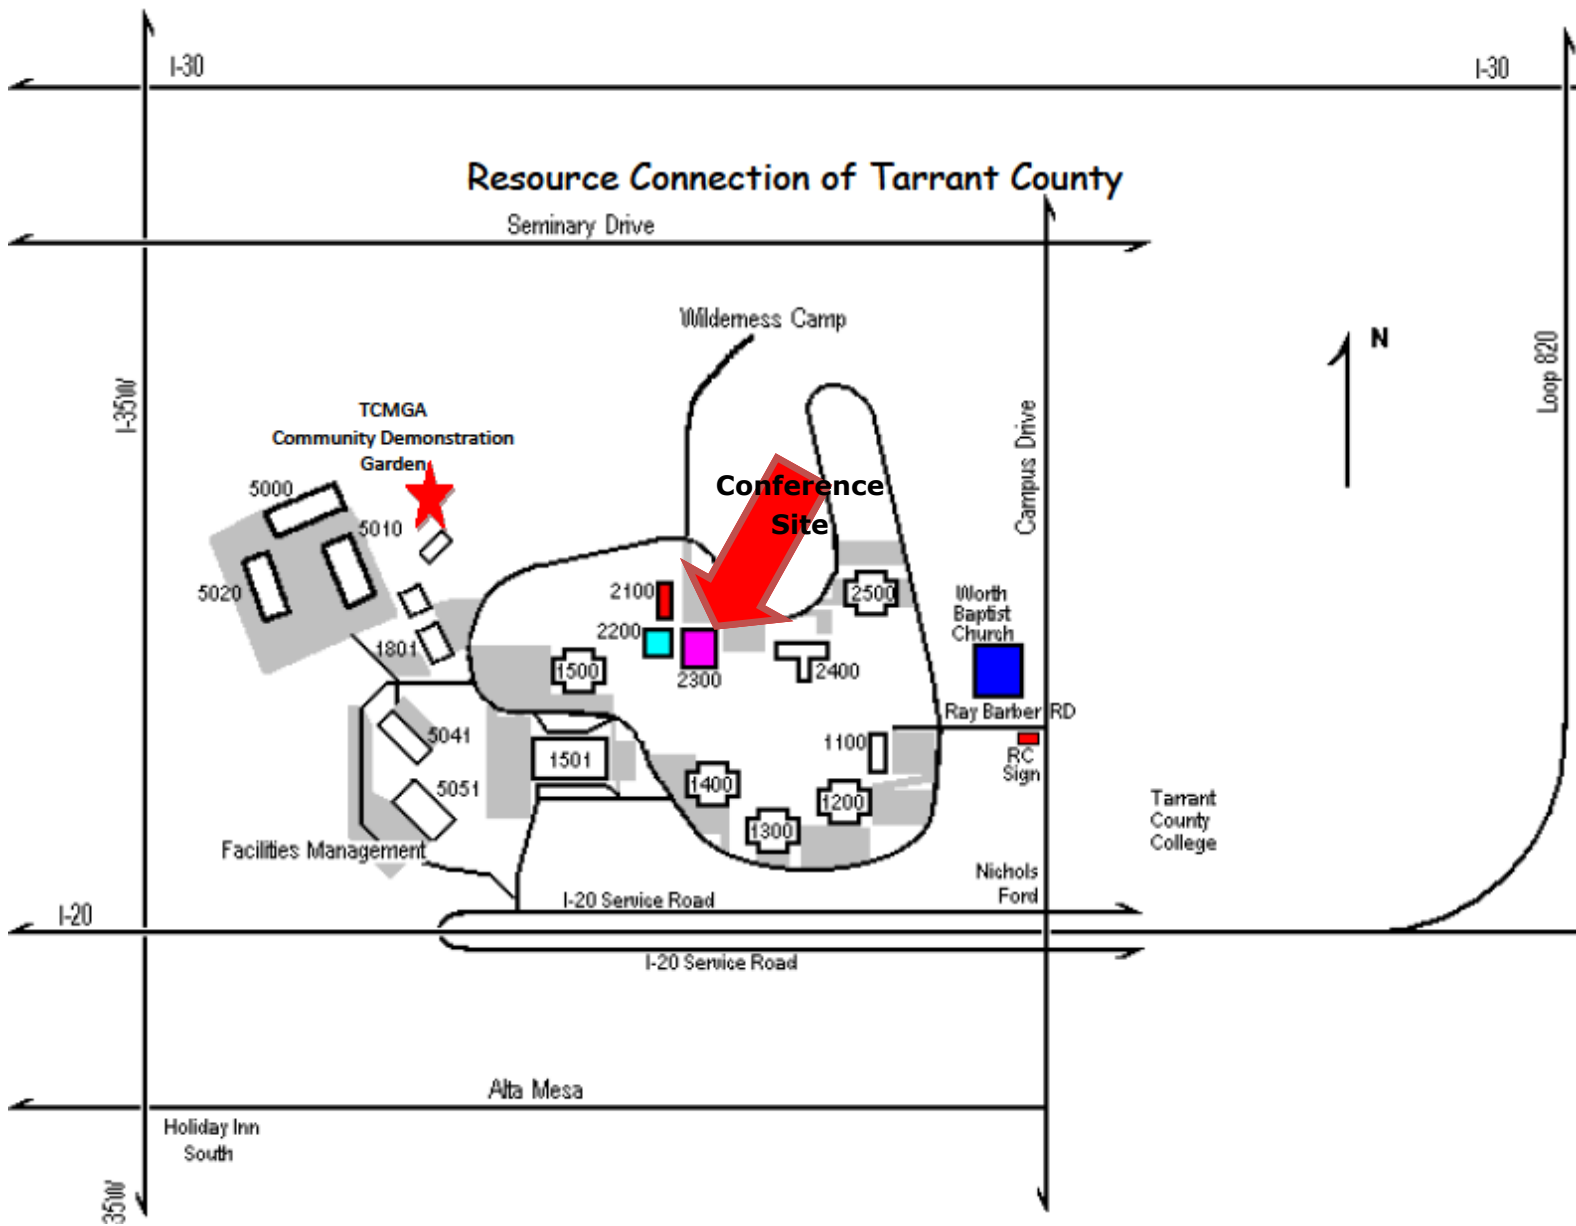 I-30
I-30
Resource Connection of Tarrant County
Seminary Drive
Wilderness Camp
N
I-35W
Loop 820
Campus Drive
TCMGA
Community Demonstration
Garden
Conference
Site
5000
5010
5020
1801
2100
2200
2300
2400
2500
1500
Worth
Baptist
Church
Ray Barber RD
RC
Sign
1100
5041
5051
1501
1400
1300
1200
Tarrant
County
College
Facilities Management
Nichols
Ford
I-20 Service Road
I-20
I-20 Service Road
Alta Mesa
Holiday Inn
South
35W